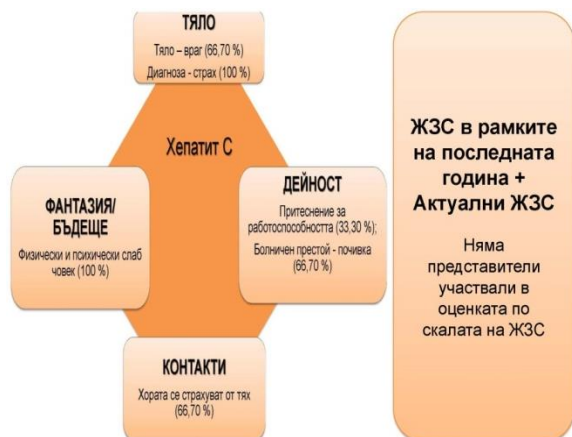 ТЯЛО
Тяло – враг (66,70 %)
Диагноза - страх (100 %)
Хепатит С
ФАНТАЗИЯ/
БЪДЕЩЕ
Физически и психически слаб
човек (100 %)
ДЕЙНОСТ
Притеснение за
работоспособността (33,30 %);
Болничен престой - почивка
(66,70 %)
КОНТАКТИ
Хората се страхуват от тях
(66,70 %)
ЖЗС в рамките
на последната
година +
Актуални ЖЗС
Няма
представители
участвали в
оценката по
скалата на ЖЗС